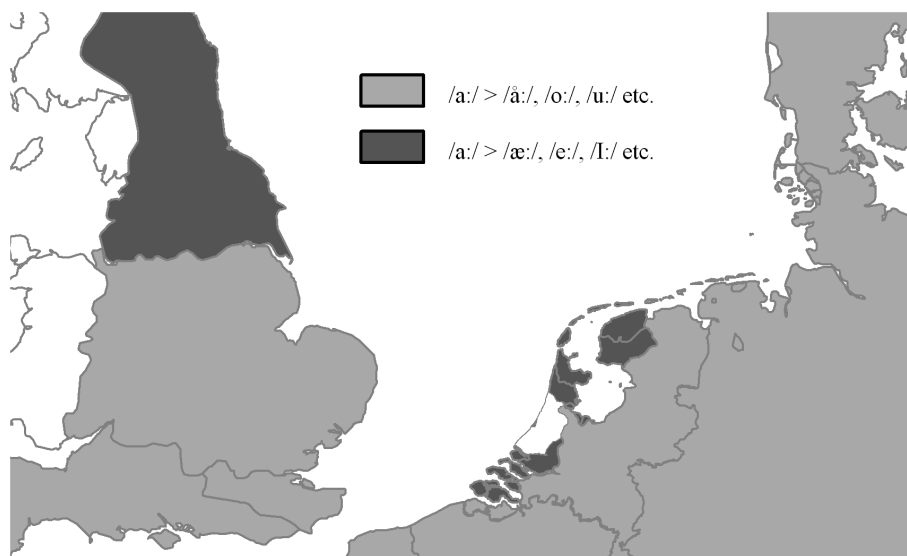 /a:/ > /å:/, /o:/, /u:/ etc.
/a:/ > /æ:/, /e:/, /I:/ etc.